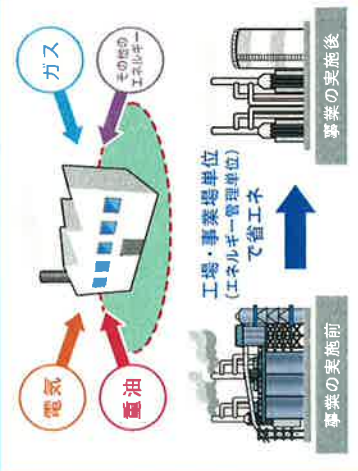 電気
ガス
重油
その他の
エネルギー
工場・事業場単位
(エネルギー管理単位)
で省エネ
事業の実施前
事業の実施後